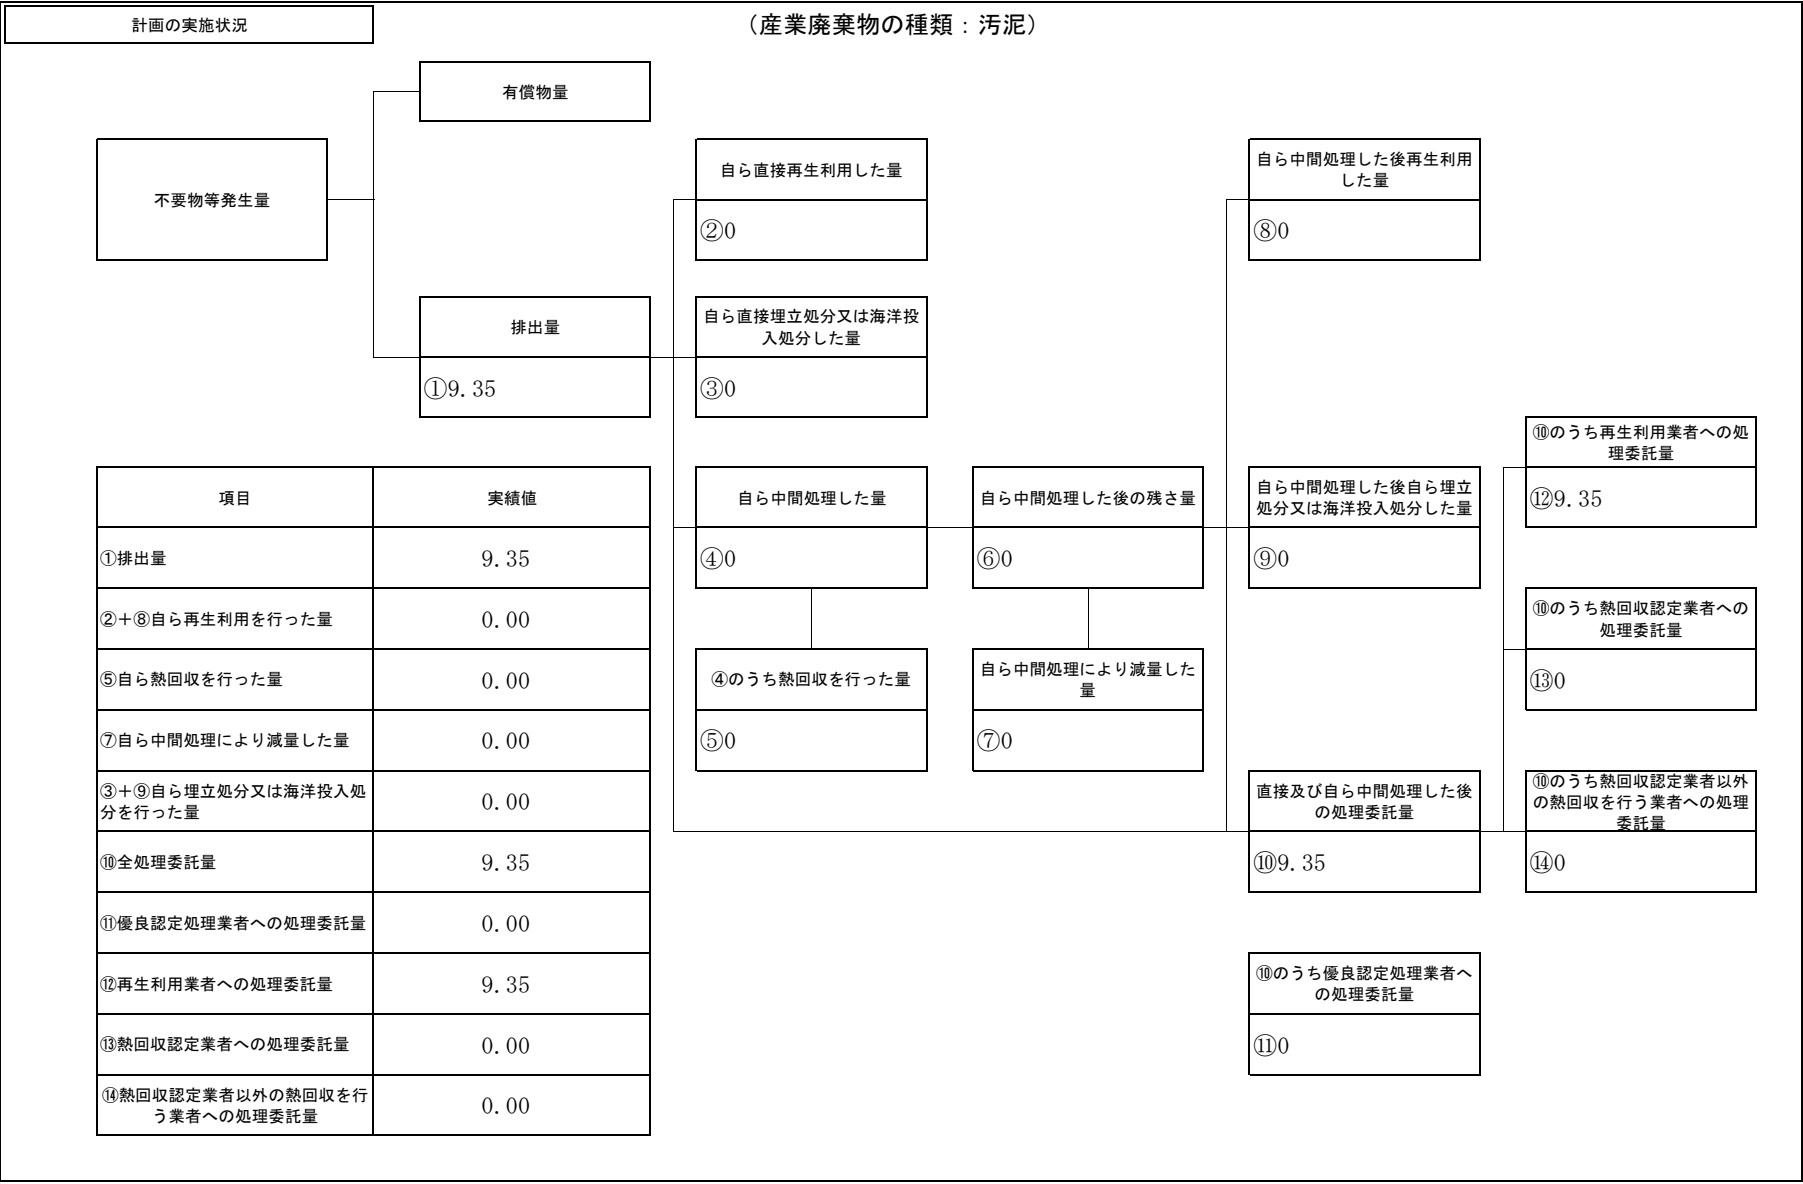 計画の実施状況
（産業廃棄物の種類：汚泥）
有償物量
不要物等発生量
自ら直接再生利用した量
②0
自ら中間処理した後再生利用
した量
⑧0
排出量
①9.35
自ら直接埋立処分又は海洋投
入処分した量
③0
項目
実績値
①排出量
9.35
②＋⑧自ら再生利用を行った量
0.00
⑤自ら熱回収を行った量
0.00
⑦自ら中間処理により減量した量
0.00
③＋⑨自ら埋立処分又は海洋投入処
分を行った量
0.00
⑩全処理委託量
9.35
⑪優良認定処理業者への処理委託量
0.00
⑫再生利用業者への処理委託量
9.35
⑬熱回収認定業者への処理委託量
0.00
⑭熱回収認定業者以外の熱回収を行
う業者への処理委託量
0.00
自ら中間処理した量
④0
④のうち熱回収を行った量
⑤0
自ら中間処理した後の残さ量
⑥0
自ら中間処理により減量した
量
⑦0
自ら中間処理した後自ら埋立
処分又は海洋投入処分した量
⑨0
直接及び自ら中間処理した後
の処理委託量
⑩9.35
⑩のうち優良認定処理業者へ
の処理委託量
⑪0
⑩のうち再生利用業者への処
理委託量
⑫9.35
⑩のうち熱回収認定業者への
処理委託量
⑬0
⑩のうち熱回収認定業者以外
の熱回収を行う業者への処理
委託量
⑭0